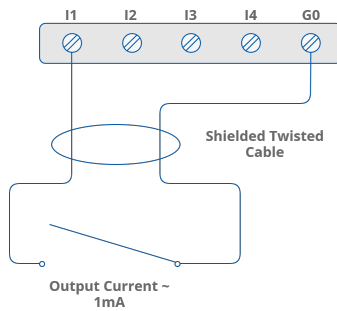 I1 I2 I3 I4 G0
Shielded Twisted
Cable
Output Current ~
1mA